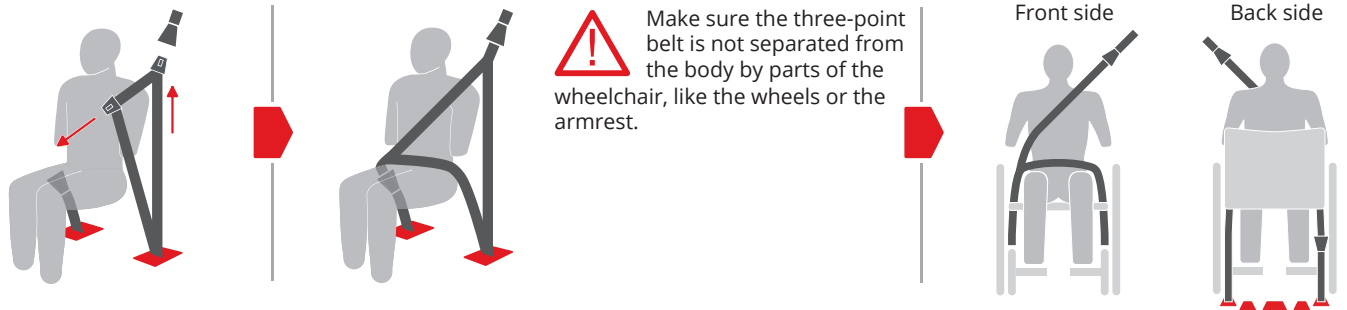 Make sure the three-point
belt is not separated from
the body by parts of the
wheelchair, like the wheels or the
armrest.
Front side
Back side